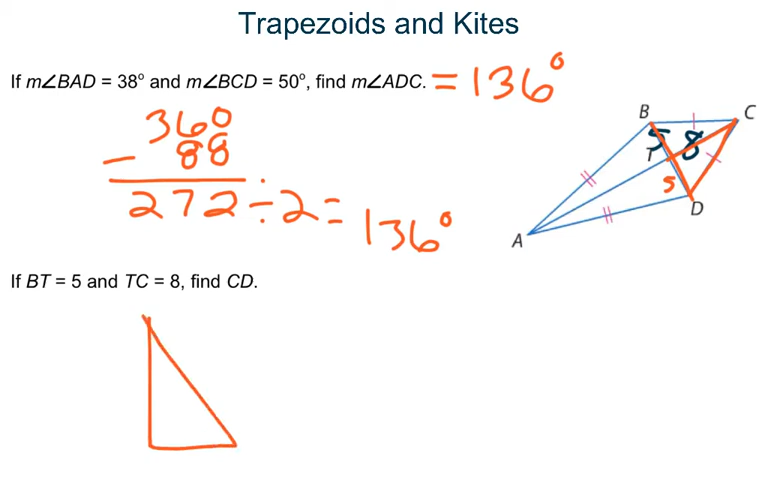 Trapezoids and Kites
If m∠BAD = 38° and m∠BCD = 50°, find m∠ADC. = 136°
360
− 88
272 ÷ 2 =
136°
B
C
5 8
T
5
D
A
If BT = 5 and TC = 8, find CD.